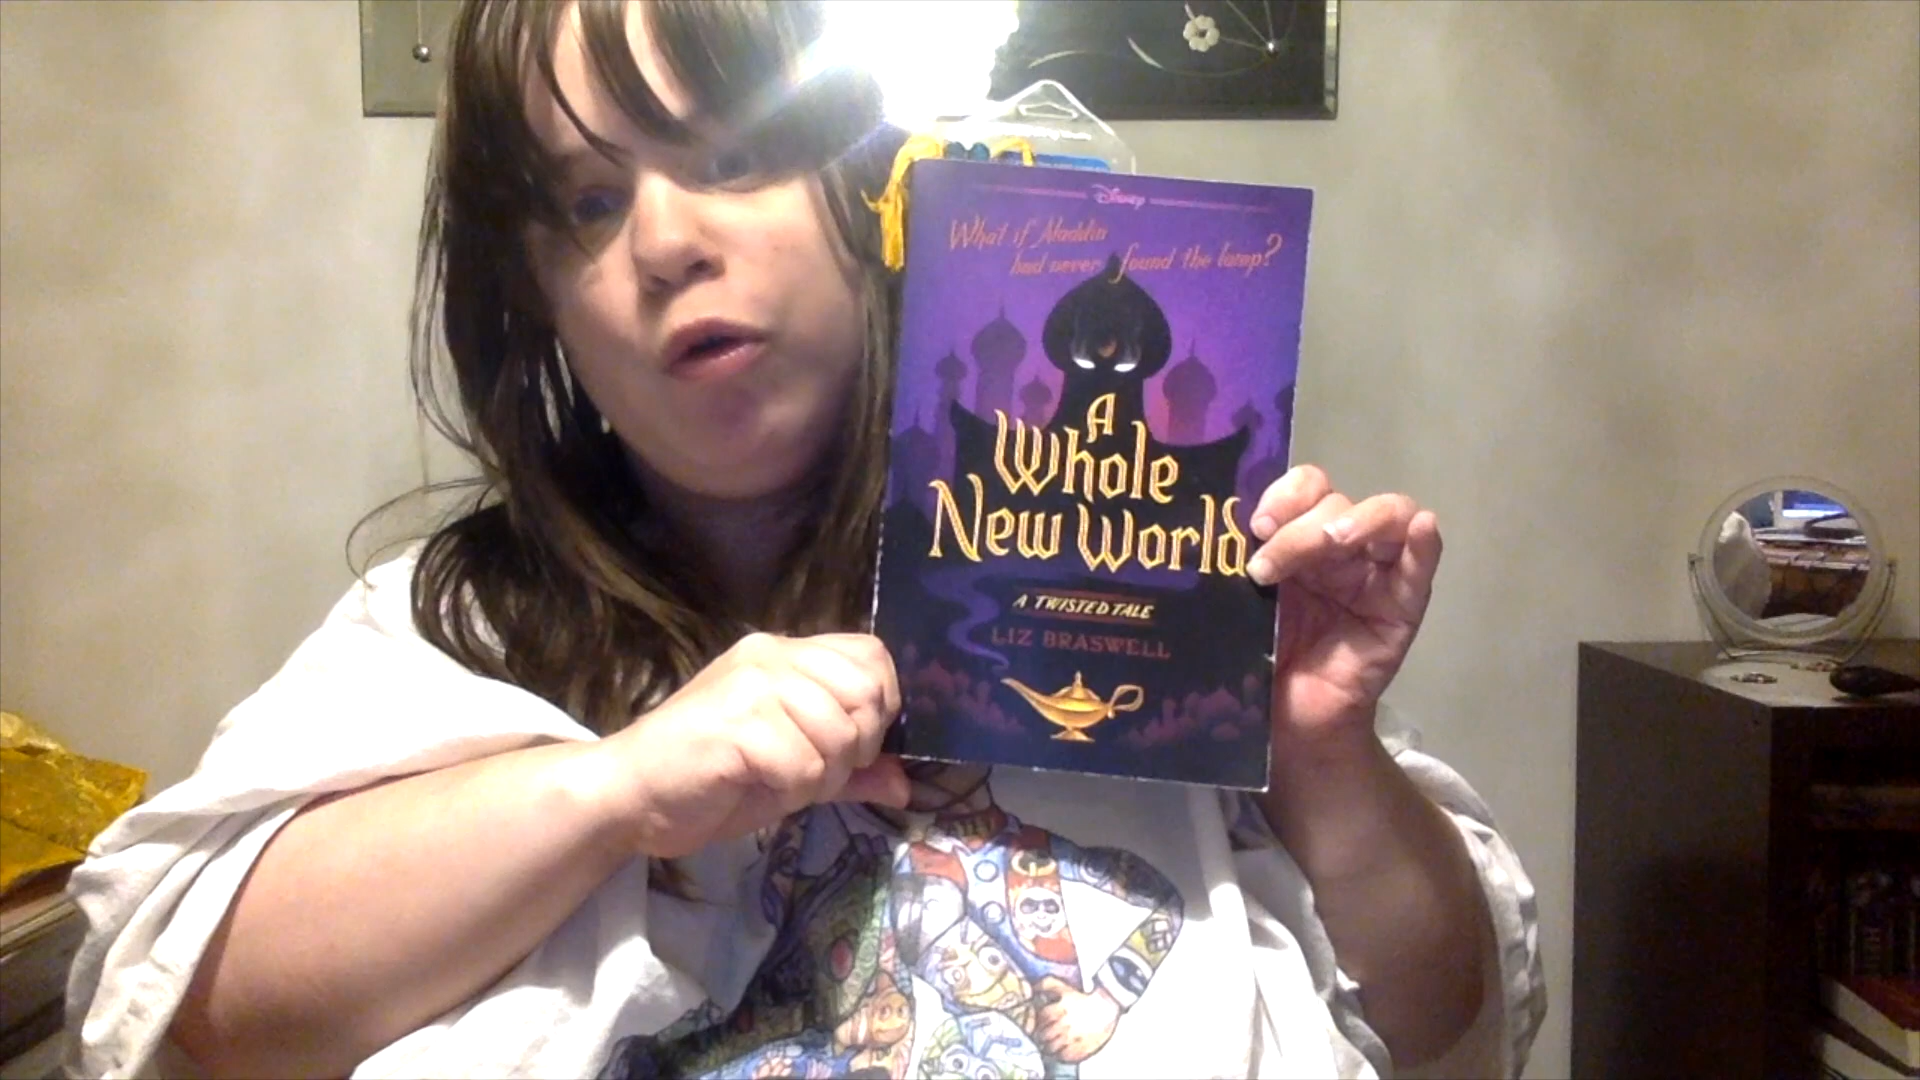 Disney
What if Aladdin
had never found the lamp?
A
Whole
New World
A TWISTED TALE
LIZ BRASWELL